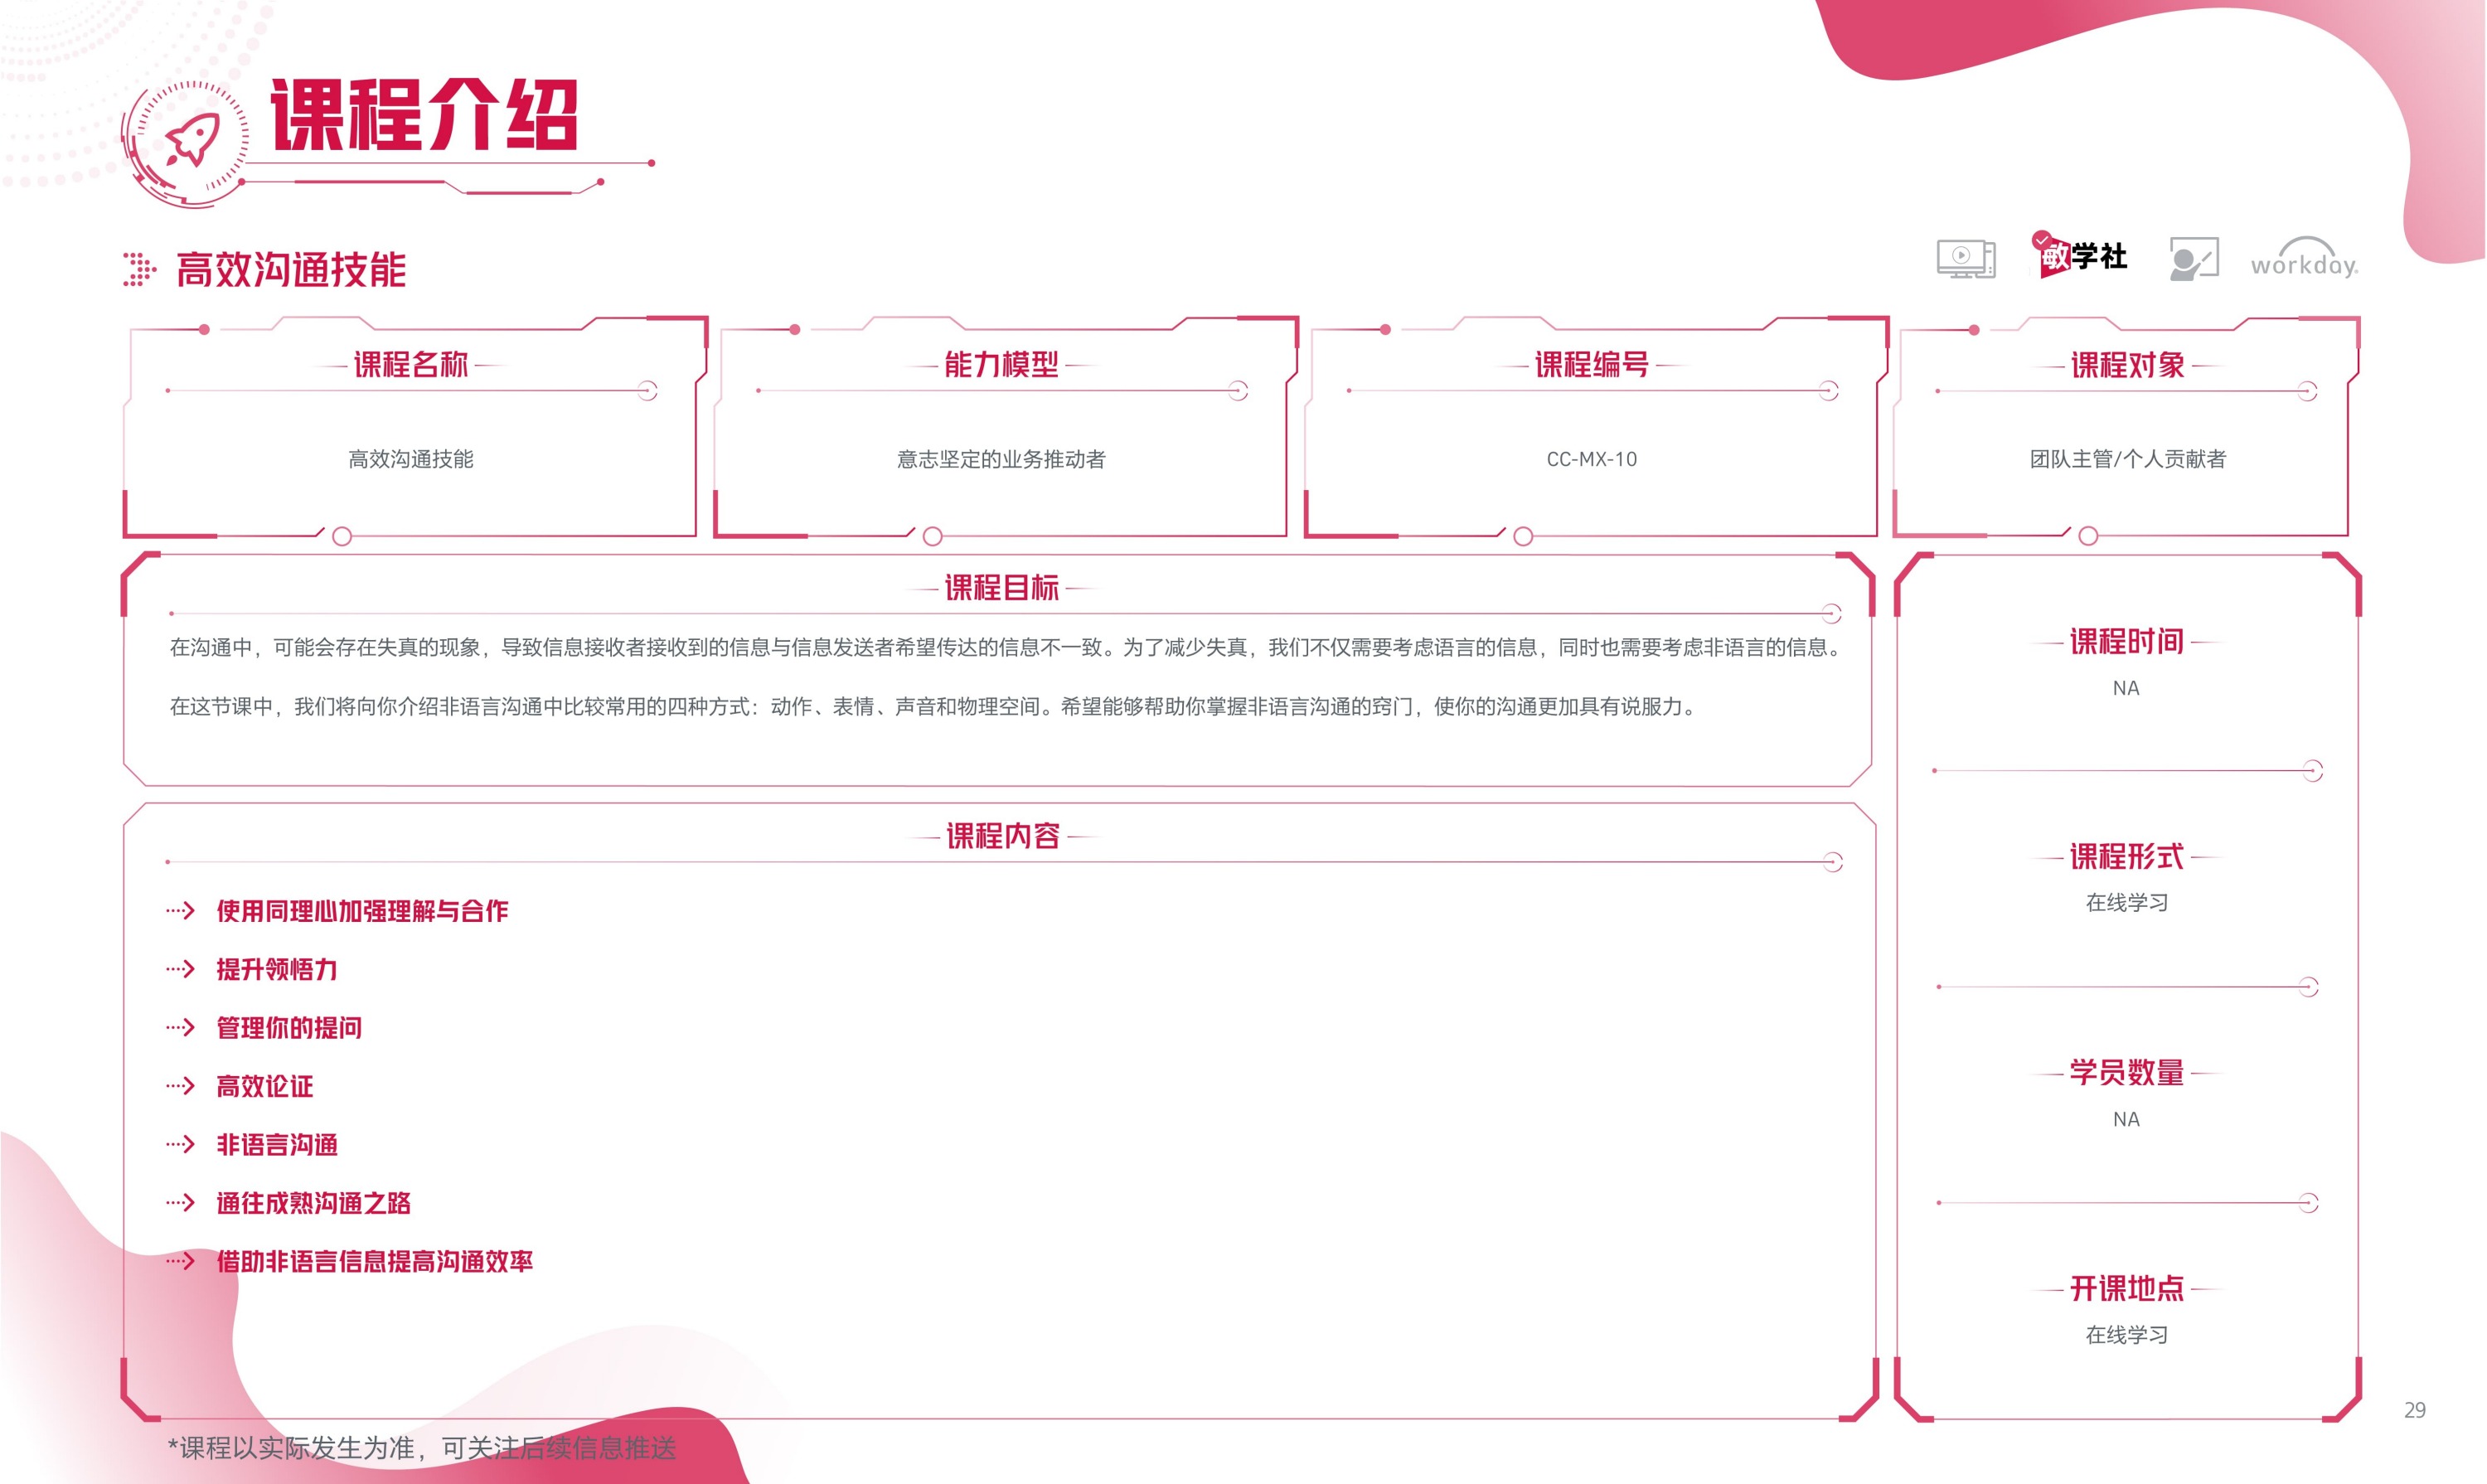 课程介绍
高效沟通技能
敏学社
workday.
课程名称
高效沟通技能
能力模型
意志坚定的业务推动者
课程编号
CC-MX-10
课程对象
团队主管/个人贡献者
课程目标
在沟通中，可能会存在失真的现象，导致信息接收者接收到的信息与信息发送者希望传达的信息不一致。为了减少失真，我们不仅需要考虑语言的信息，同时也需要考虑非语言的信息。
在这节课中，我们将向你介绍非语言沟通中比较常用的四种方式：动作、表情、声音和物理空间。希望能够帮助你掌握非语言沟通的窍门，使你的沟通更加具有说服力。
课程内容
使用同理心加强理解与合作
提升领悟力
管理你的提问
高效论证
非语言沟通
通往成熟沟通之路
借助非语言信息提高沟通效率
课程时间
NA
课程形式
在线学习
学员数量
NA
开课地点
在线学习
*课程以实际发生为准，可关注后续信息推送
29